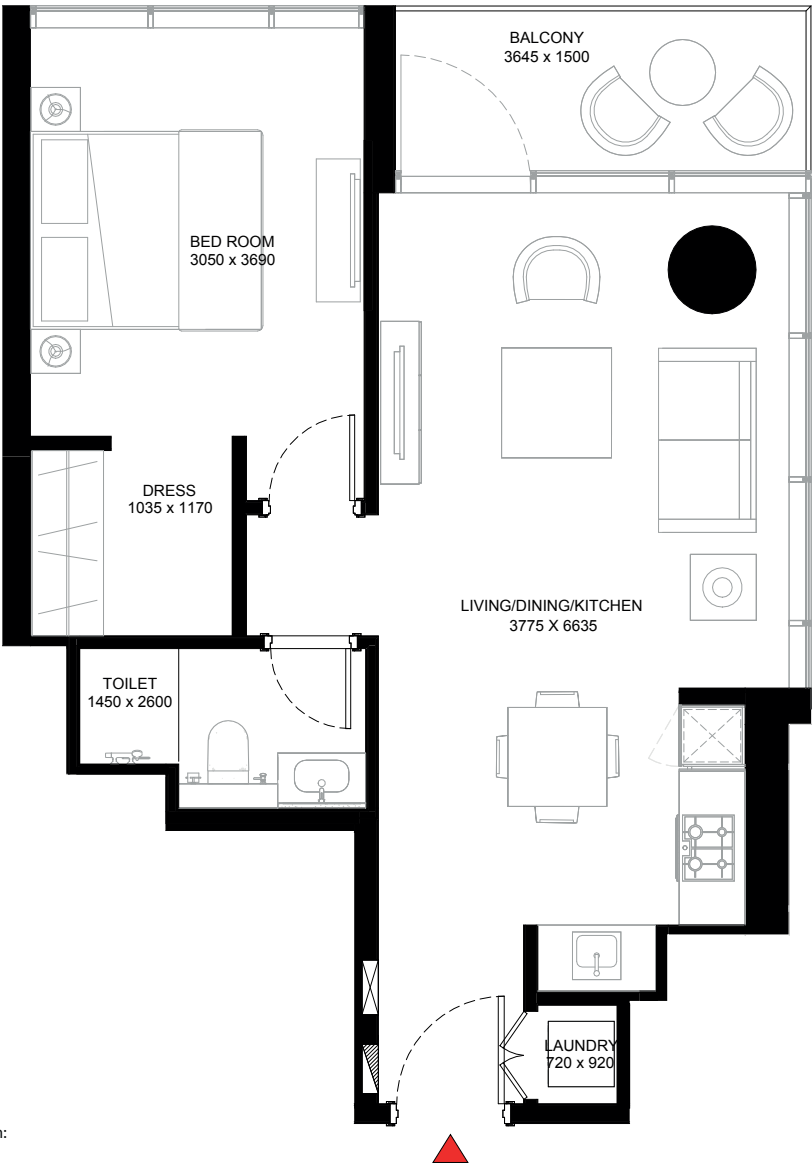 BALCONY
3645 x 1500
BED ROOM
3050 x 3690
DRESS
1035 x 1170
LIVING/DINING/KITCHEN
3775 X 6635
TOILET
1450 x 2600
LAUNDRY
720 x 920